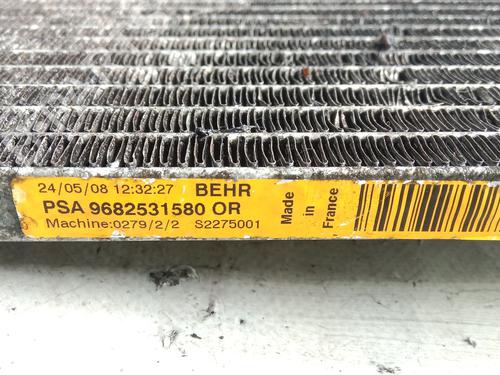 24/05/08 12:32:27 BEHR
PSA 9682531580 OR
Machine:0279/2/2 S2275001
Made
in
France